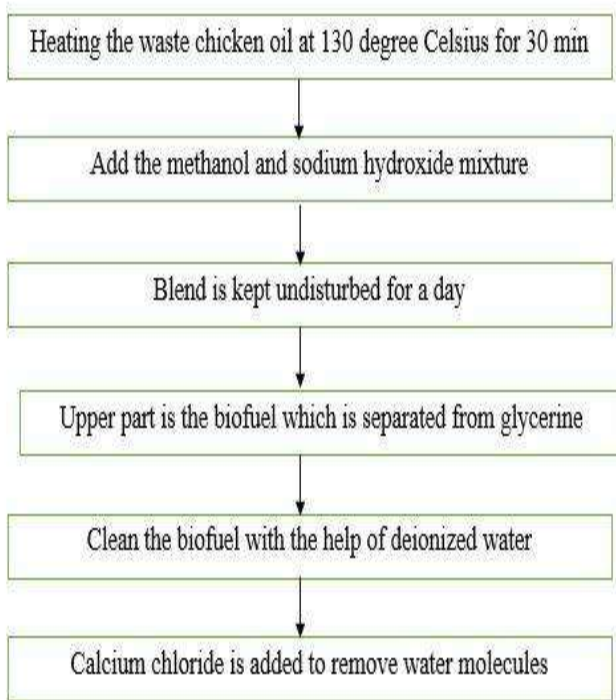 Heating the waste chicken oil at 130 degree Celsius for 30 min
Add the methanol and sodium hydroxide mixture
Blend is kept undisturbed for a day
Upper part is the biofuel which is separated from glycerine
Clean the biofuel with the help of deionized water
Calcium chloride is added to remove water molecules